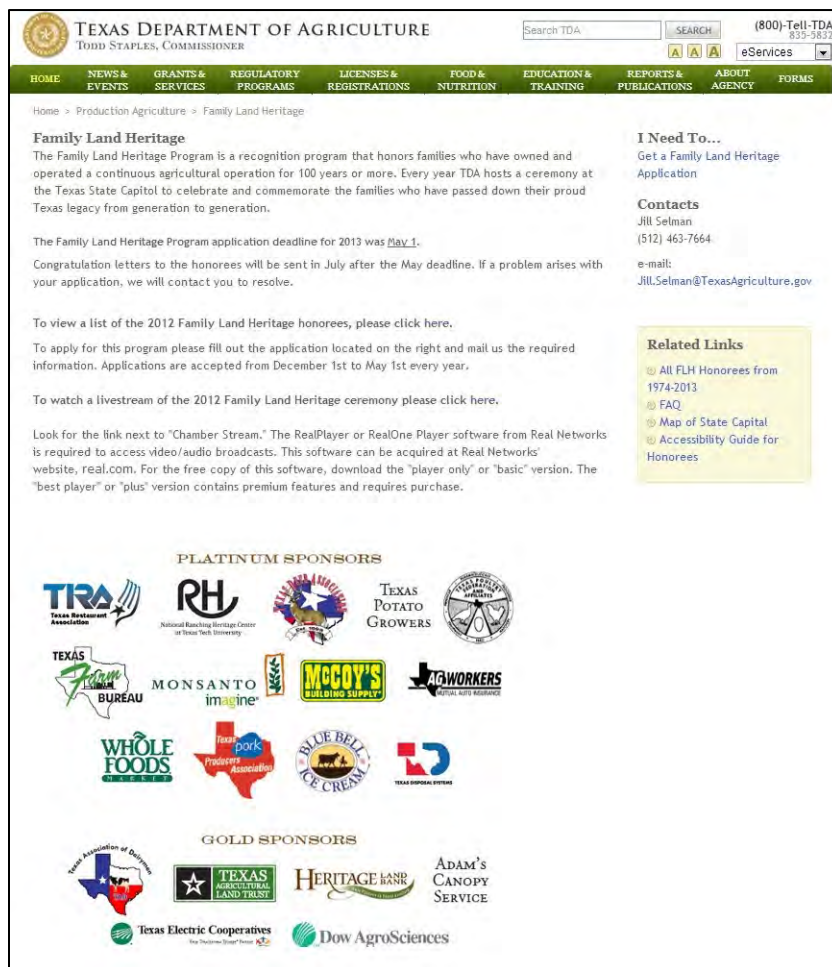 TEXAS DEPARTMENT OF AGRICULTURE
TODD STAPLES, COMMISSIONER
Search TDA
SEARCH
(800)-Tell-TDA
835-5832
A A A
eServices
HOME
NEWS & EVENTS
GRANTS & SERVICES
REGULATORY PROGRAMS
LICENSES & REGISTRATIONS
FOOD & NUTRITION
EDUCATION & TRAINING
REPORTS & PUBLICATIONS
ABOUT AGENCY
FORMS
Home > Production Agriculture > Family Land Heritage
Family Land Heritage
The Family Land Heritage Program is a recognition program that honors families who have owned and
operated a continuous agricultural operation for 100 years or more. Every year TDA hosts a ceremony at
the Texas State Capitol to celebrate and commemorate the families who have passed down their proud
Texas legacy from generation to generation.
The Family Land Heritage Program application deadline for 2013 was May 1.
Congratulation letters to the honorees will be sent in July after the May deadline. If a problem arises with
your application, we will contact you to resolve.
To view a list of the 2012 Family Land Heritage honorees, please click here.
To apply for this program please fill out the application located on the right and mail us the required
information. Applications are accepted from December 1st to May 1st every year.
To watch a livestream of the 2012 Family Land Heritage ceremony please click here.
Look for the link next to "Chamber Stream." The RealPlayer or RealOne Player software from Real Networks
is required to access video/audio broadcasts. This software can be acquired at Real Networks'
website, real.com. For the free copy of this software, download the "player only" or "basic" version. The
"best player" or "plus" version contains premium features and requires purchase.
I Need To...
Get a Family Land Heritage
Application
Contacts
Jill Selman
(512) 463-7664
e-mail:
Jill.Selman@TexasAgriculture.gov
Related Links
All FLH Honorees from
1974-2013
FAQ
Map of State Capital
Accessibility Guide for
Honorees
PLATINUM SPONSORS
TIRA
Texas Restaurant
Association
RH
National Ranching Heritage Center
at Texas Tech University
TEXAS DEER ASSOCIATION
TEXAS
POTATO
GROWERS
TEXAS POULTRY FEDERATION AND AFFILIATES
TEXAS
Farm
BUREAU
MONSANTO
imagine
McCOY'S
BUILDING SUPPLY
AGWORKERS
MUTUAL AUTO INSURANCE
WHOLE
FOODS
MARKET
Texas
pork
Producers
Association
BLUE BELL
ICE CREAM
TEXAS DISPOSAL SYSTEMS
GOLD SPONSORS
Texas Association of Dairymen
TEXAS
AGRICULTURAL
LAND TRUST
HERITAGE LAND
BANK
ADAM'S
CANOPY
SERVICE
Texas Electric Cooperatives
Dow AgroSciences